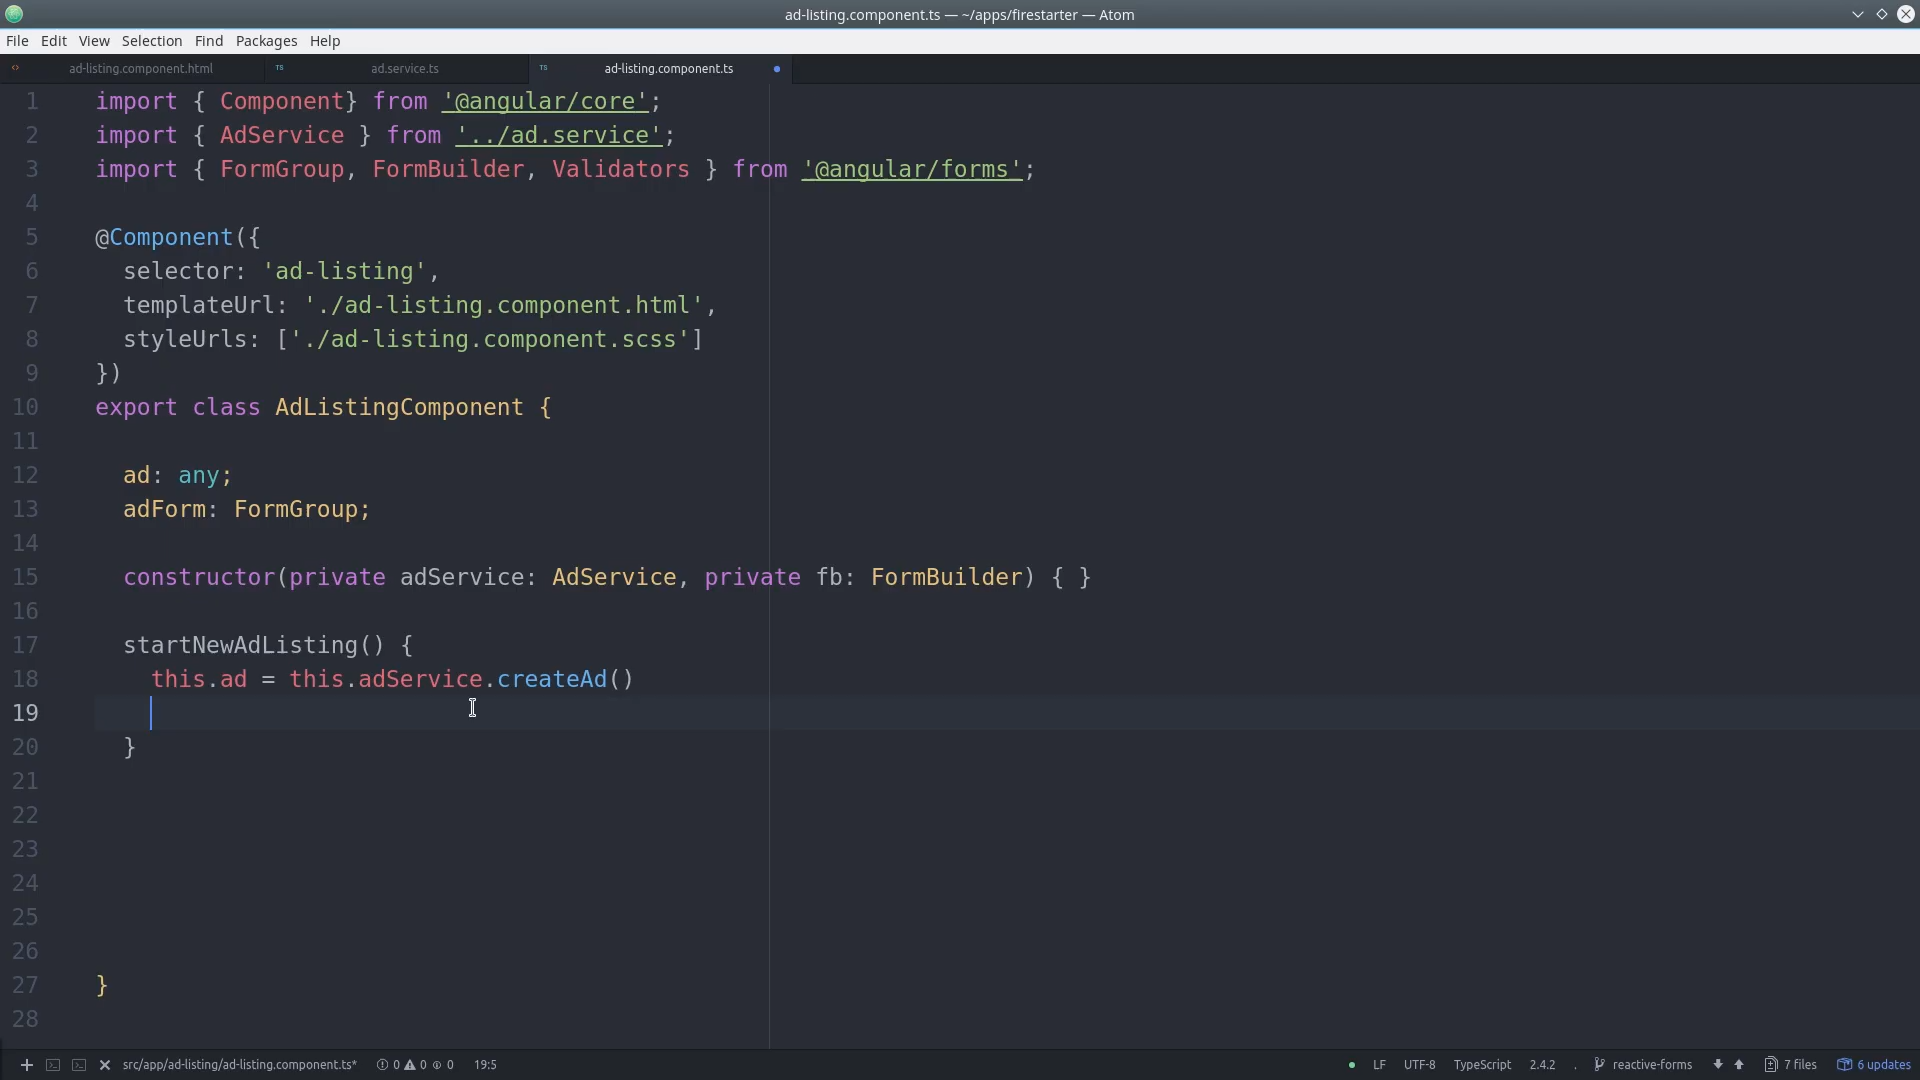 ad-listing.component.ts — ~/apps/firestarter — Atom
File Edit View Selection Find Packages Help
<> ad-listing.component.html TS ad.service.ts TS ad-listing.component.ts
1 import { Component} from '@angular/core';
2 import { AdService } from '../ad.service';
3 import { FormGroup, FormBuilder, Validators } from '@angular/forms';
4
5 @Component({
6 selector: 'ad-listing',
7 templateUrl: './ad-listing.component.html',
8 styleUrls: ['./ad-listing.component.scss']
9 })
10 export class AdListingComponent {
11
12 ad: any;
13 adForm: FormGroup;
14
15 constructor(private adService: AdService, private fb: FormBuilder) { }
16
17 startNewAdListing() {
18 this.ad = this.adService.createAd()
19
20 }
21
22
23
24
25
26
27 }
28
src/app/ad-listing/ad-listing.component.ts* 0 0 0 19:5 LF UTF-8 TypeScript 2.4.2 . reactive-forms 7 files 6 updates